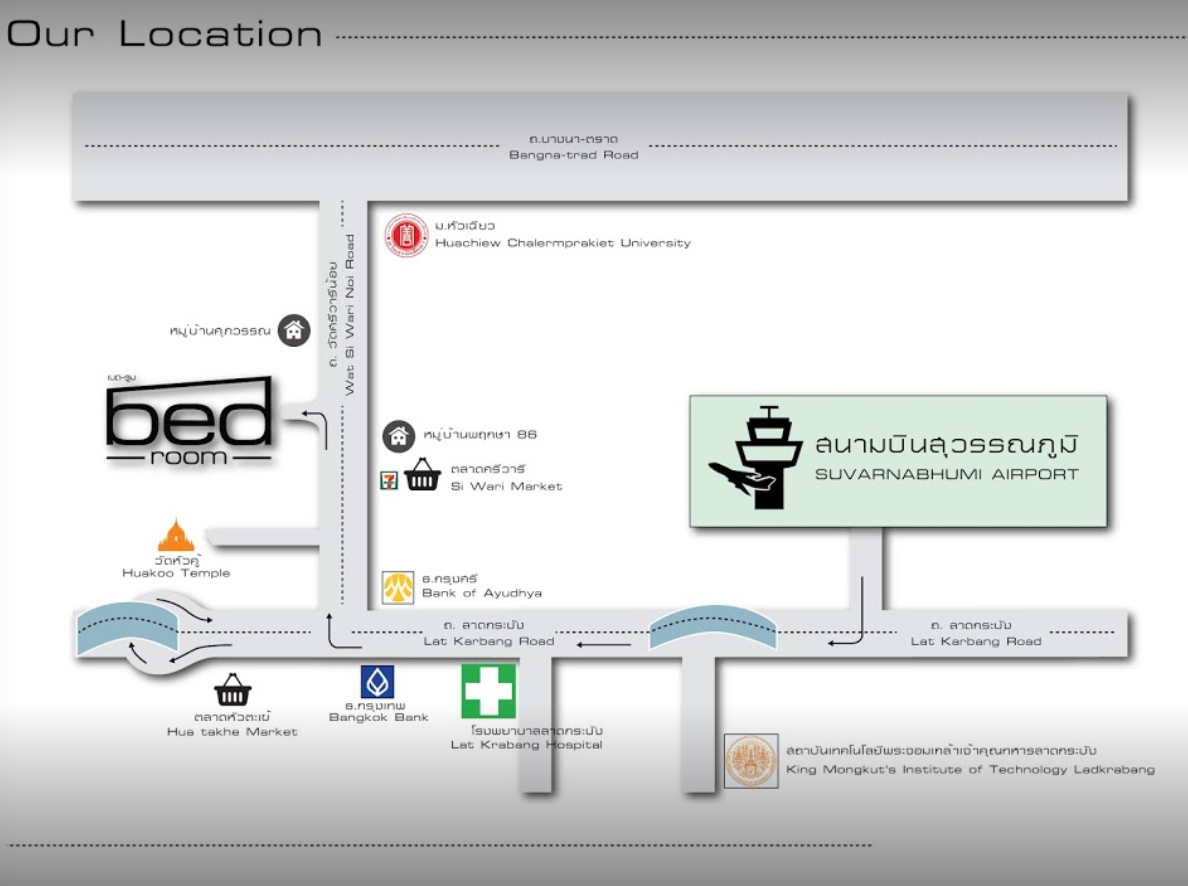 Our Location
ถ.บางนา-ตราด
Bangna-trad Road
ม.หัวเฉียว
Huachiew Chalermprakiet University
ถ. วัดศรีวารีน้อย
Wat Si Wari Noi Road
หมู่บ้านศุภวรรณ
เบด-รูม
bed
room
หมู่บ้านพฤกษา 86
7
ตลาดศรีวารี
Si Wari Market
สนามบินสุวรรณภูมิ
SUVARNABHUMI AIRPORT
วัดหัวคู้
Huakoo Temple
ธ.กรุงศรี
Bank of Ayudhya
ถ. ลาดกระบัง
Lat Karbang Road
ถ. ลาดกระบัง
Lat Karbang Road
ตลาดหัวตะเข้
Hua takhe Market
ธ.กรุงเทพ
Bangkok Bank
โรงพยาบาลลาดกระบัง
Lat Krabang Hospital
สถาบันเทคโนโลยีพระจอมเกล้าเจ้าคุณทหารลาดกระบัง
King Mongkut's Institute of Technology Ladkrabang